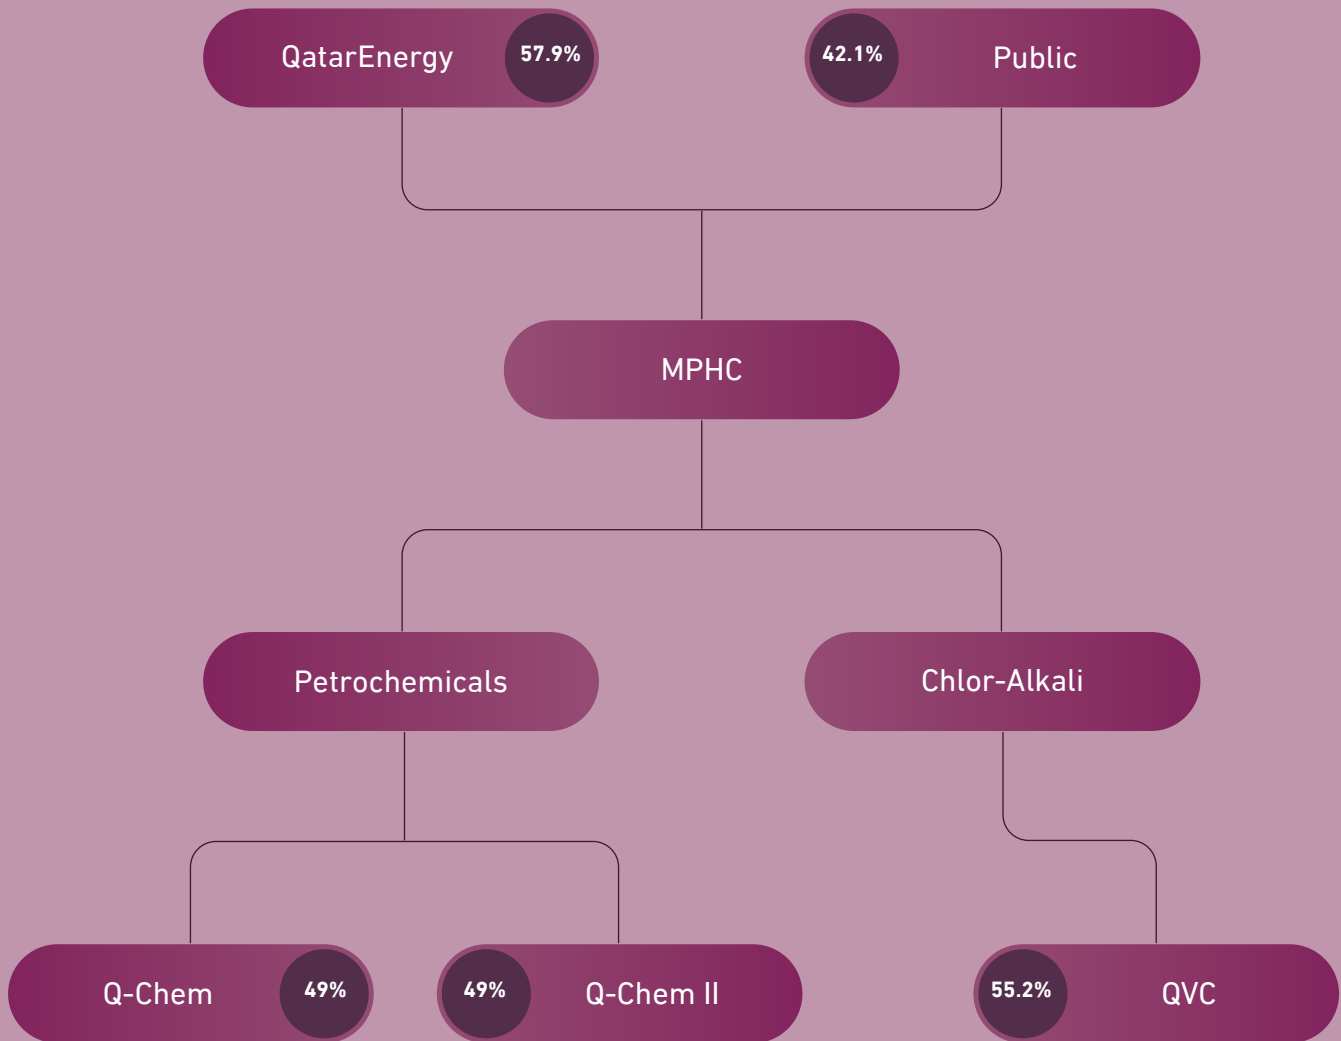 QatarEnergy
57.9%
42.1%
Public
MPHC
Petrochemicals
Chlor-Alkali
Q-Chem
49%
49%
Q-Chem II
55.2%
QVC